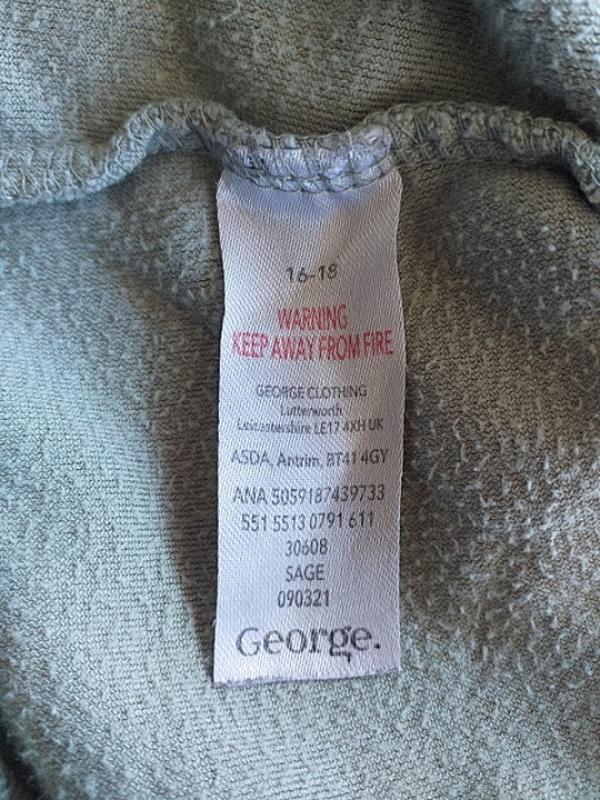 16-18
WARNING
KEEP AWAY FROM FIRE
GEORGE CLOTHING
Lutterworth
Leicestershire LE17 4XH UK
ASDA, Antrim, BT41 4GY
ANA 5059187439733
551 5513 0791 611
30608
SAGE
090321
George.